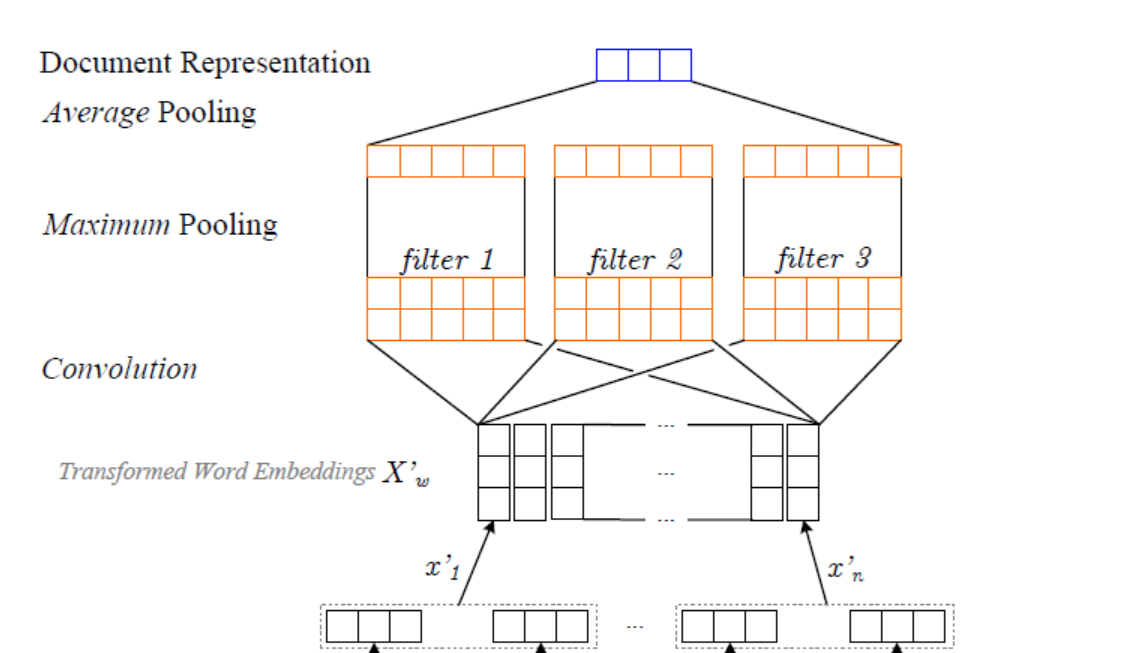 Document Representation
Average Pooling
Maximum Pooling
filter 1
filter 2
filter 3
Convolution
...
Transformed Word Embeddings X'w
...
...
x'1
x'n
...